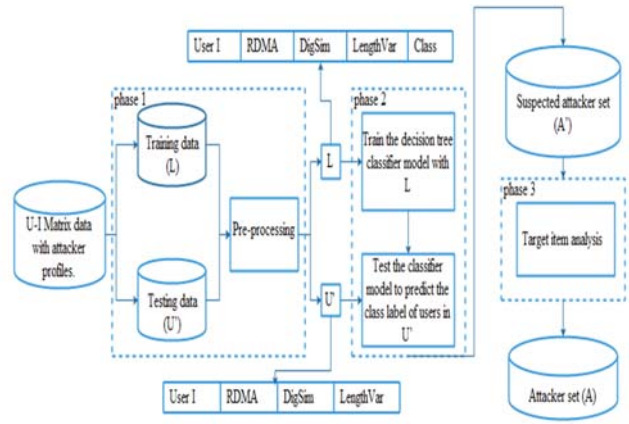 User I RDMA DigSim LengthVar Class
phase 1
Training data
(L)
U-I Matrix data
with attacker
profiles.
Pre-processing
Testing data
(U')
L
U'
phase 2
Train the decision tree
classifier model with
L
Test the classifier
model to predict the
class label of users in
U'
User I RDMA DigSim LengthVar
Suspected attacker set
(A')
phase 3
Target item analysis
Attacker set (A)